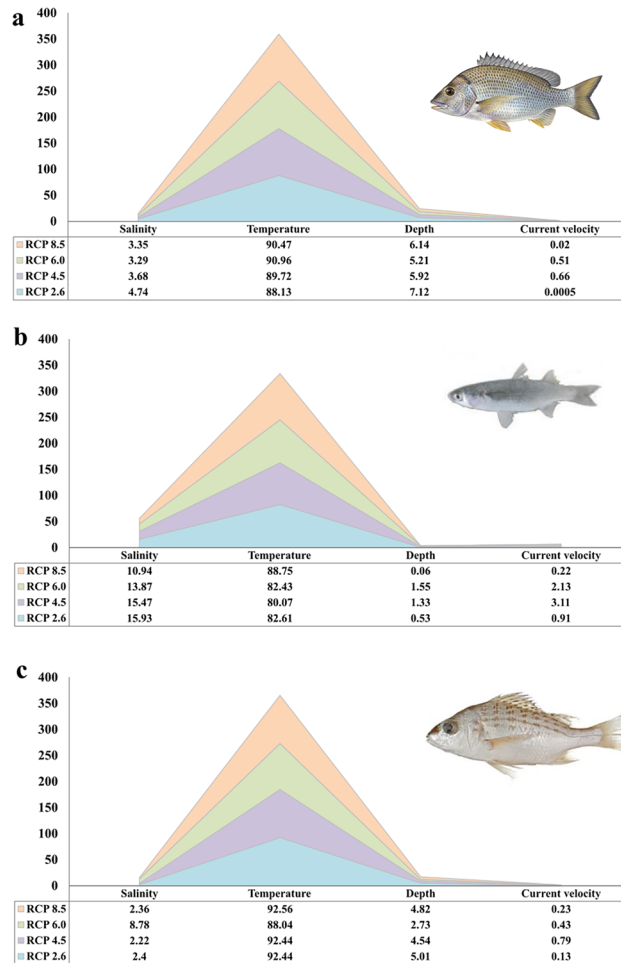 a
400
350
300
250
200
150
100
50
0
Salinity Temperature Depth Current velocity
RCP 8.5 3.35 90.47 6.14 0.02
RCP 6.0 3.29 90.96 5.21 0.51
RCP 4.5 3.68 89.72 5.92 0.66
RCP 2.6 4.74 88.13 7.12 0.0005
b
400
350
300
250
200
150
100
50
0
Salinity Temperature Depth Current velocity
RCP 8.5 10.94 88.75 0.06 0.22
RCP 6.0 13.87 82.43 1.55 2.13
RCP 4.5 15.47 80.07 1.33 3.11
RCP 2.6 15.93 82.61 0.53 0.91
c
400
350
300
250
200
150
100
50
0
Salinity Temperature Depth Current velocity
RCP 8.5 2.36 92.56 4.82 0.23
RCP 6.0 8.78 88.04 2.73 0.43
RCP 4.5 2.22 92.44 4.54 0.79
RCP 2.6 2.4 92.44 5.01 0.13